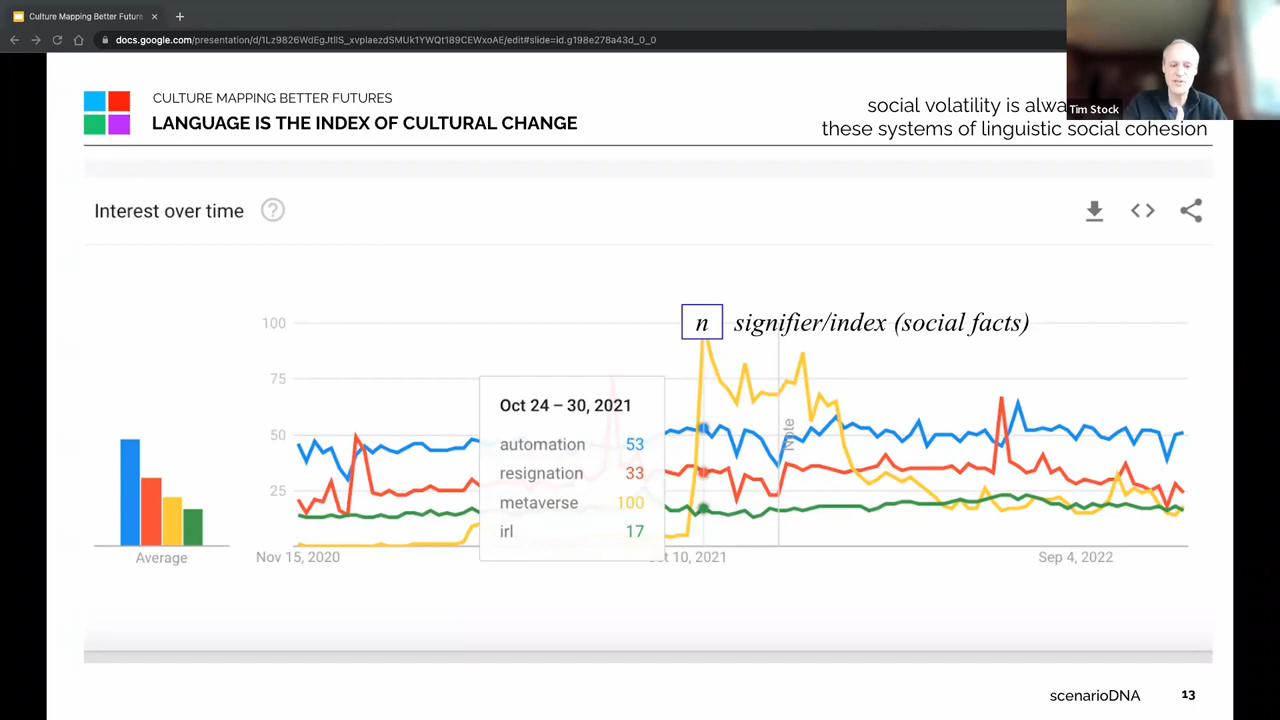 Culture Mapping Better Futur
docs.google.com/presentation/d/1Lz9826WdEgJtIIS_xvpIaezdSMUk1YWQt189CEWxoAE/edit#slide=id.g198e278a43d_0_0
Tim Stock
CULTURE MAPPING BETTER FUTURES
LANGUAGE IS THE INDEX OF CULTURAL CHANGE
social volatility is
these systems of linguistic social cohesion
Interest over time
n signifier/index (social facts)
100
75
50
25
Oct 24 – 30, 2021
automation 53
resignation 33
metaverse 100
irl 17
Note
Average
Nov 15, 2020
10, 2021
Sep 4, 2022
scenarioDNA 13